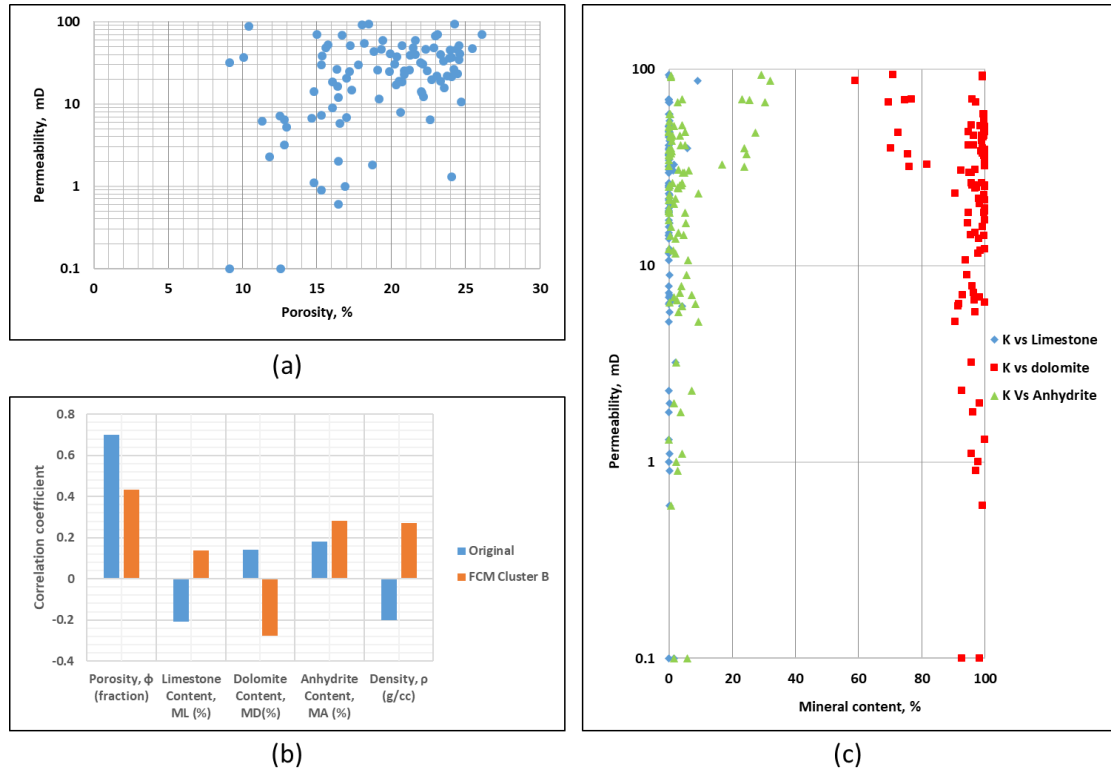 100
10
1
0.1
Permeability, mD
0
5
10
15
20
25
30
Porosity, %
(a)
0.8
0.6
0.4
0.2
0
-0.2
-0.4
Correlation coefficient
Porosity, ϕ
(fraction)
Limestone
Content,
ML (%)
Dolomite
Content,
MD(%)
Anhydrite
Content,
MA (%)
Density, ρ
(g/cc)
Original
FCM Cluster B
(b)
100
10
1
0.1
Permeability, mD
0
20
40
60
80
100
Mineral content, %
K vs Limestone
K vs dolomite
K Vs Anhydrite
(c)